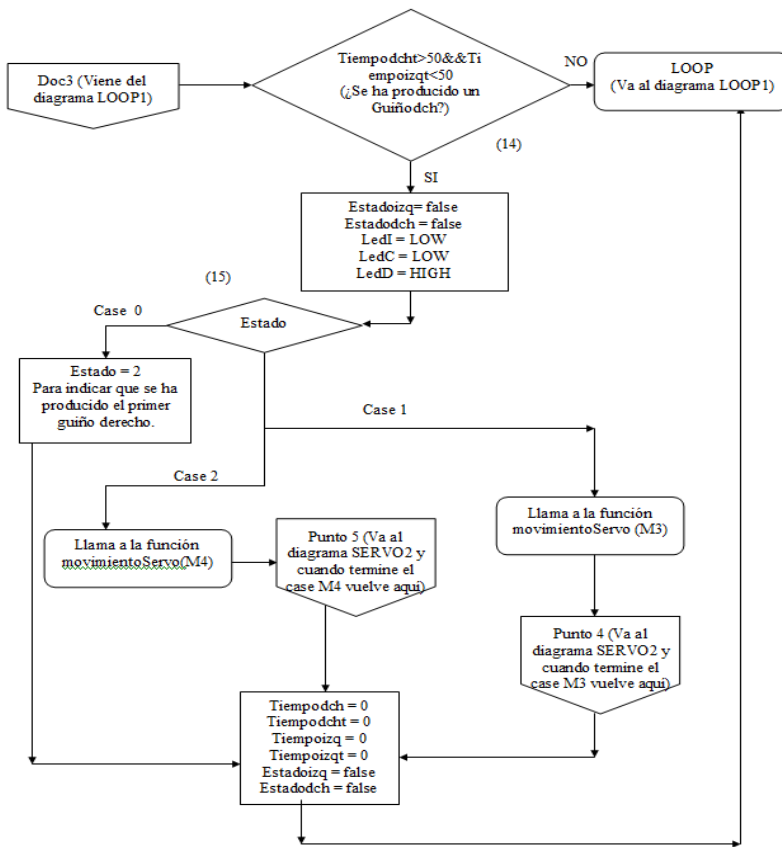 Tiempodcht>50&&Ti
empoizqt<50
(¿Se ha producido un
Guiñodch?)
NO
LOOP
(Va al diagrama LOOP1)
Doc3 (Viene del
diagrama LOOP1)
(14)
SI
Estadoizq= false
Estadodch = false
LedI = LOW
LedC = LOW
LedD = HIGH
(15)
Case 0
Estado
Estado = 2
Para indicar que se ha
producido el primer
guiño derecho.
Case 1
Case 2
Llama a la función
movimientoServo (M3)
Llama a la función
movimientoServo(M4)
Punto 5 (Va al
diagrama SERVO2 y
cuando termine el
case M4 vuelve aquí)
Punto 4 (Va al
diagrama SERVO2 y
cuando termine el
case M3 vuelve aquí)
Tiempodch = 0
Tiempodcht = 0
Tiempoizq = 0
Tiempoizqt = 0
Estadoizq = false
Estadodch = false